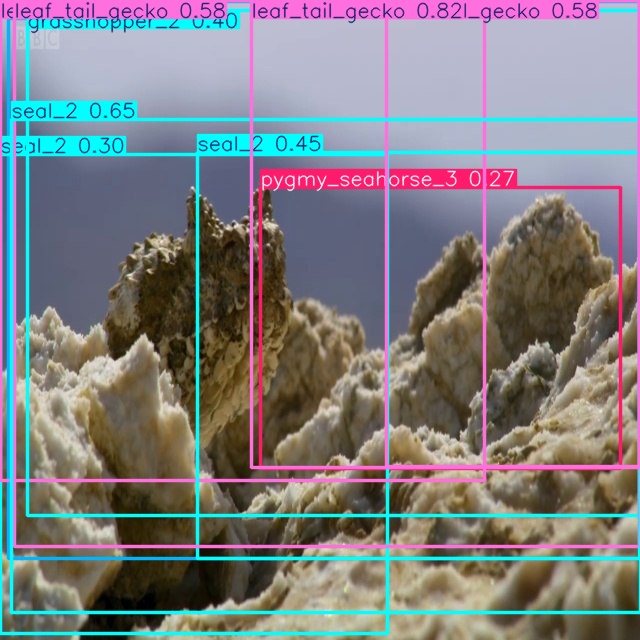 leaf_tail_gecko 0.58
leaf_tail_gecko 0.82
l_gecko 0.58
grasshopper_2 0.40
BBC
seal_2 0.65
seal_2 0.30
seal_2 0.45
pygmy_seahorse_3 0.27